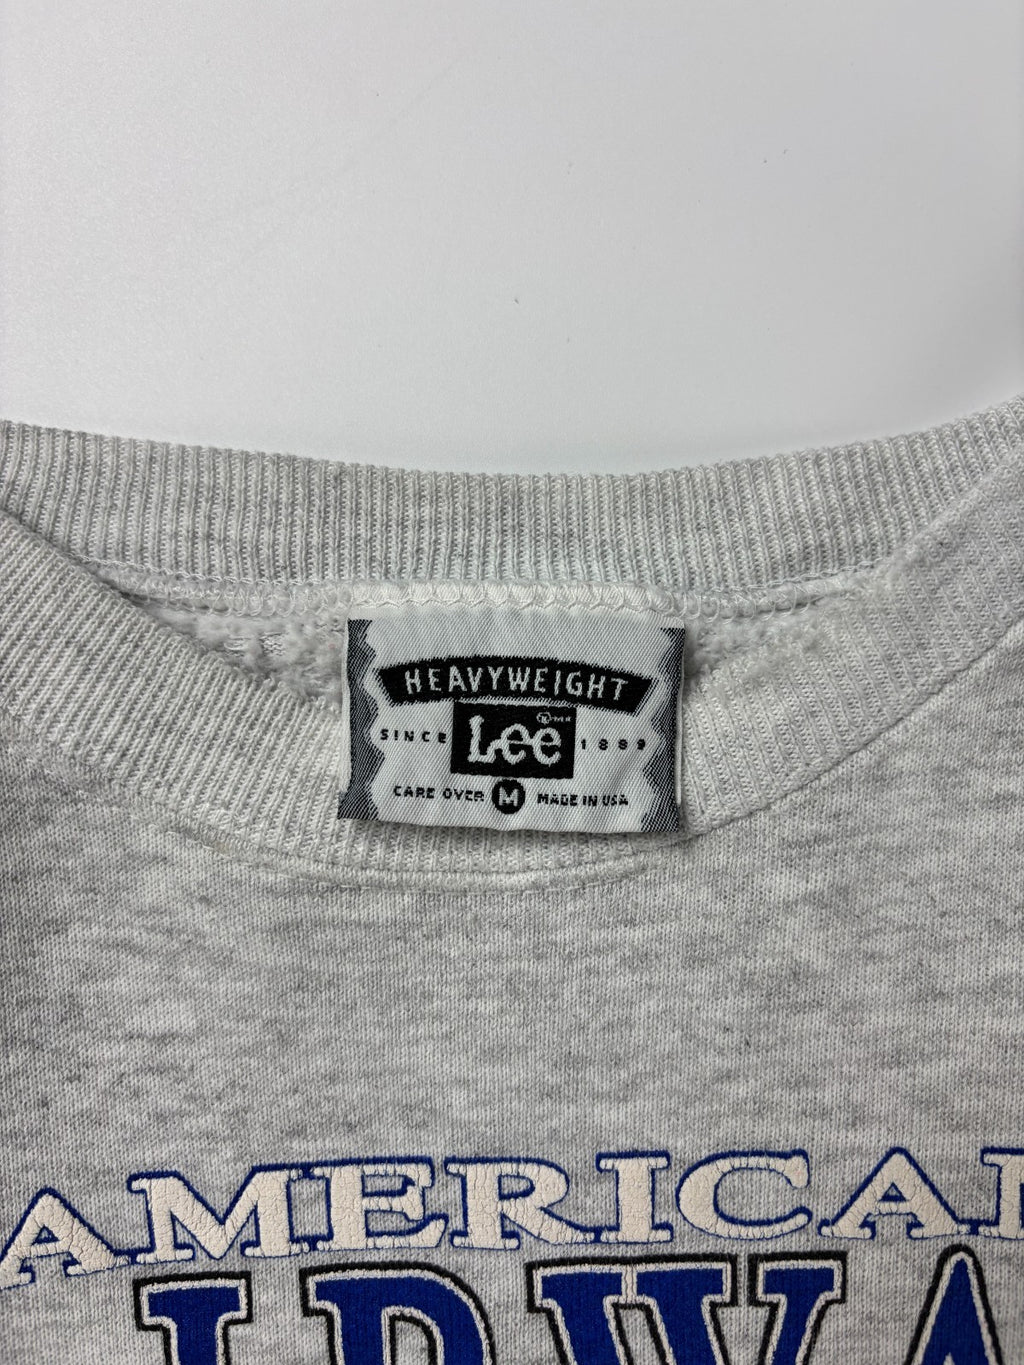 HEAVYWEIGHT
Lee
SINCE 1889
CARE OVER M MADE IN USA
AMERICA